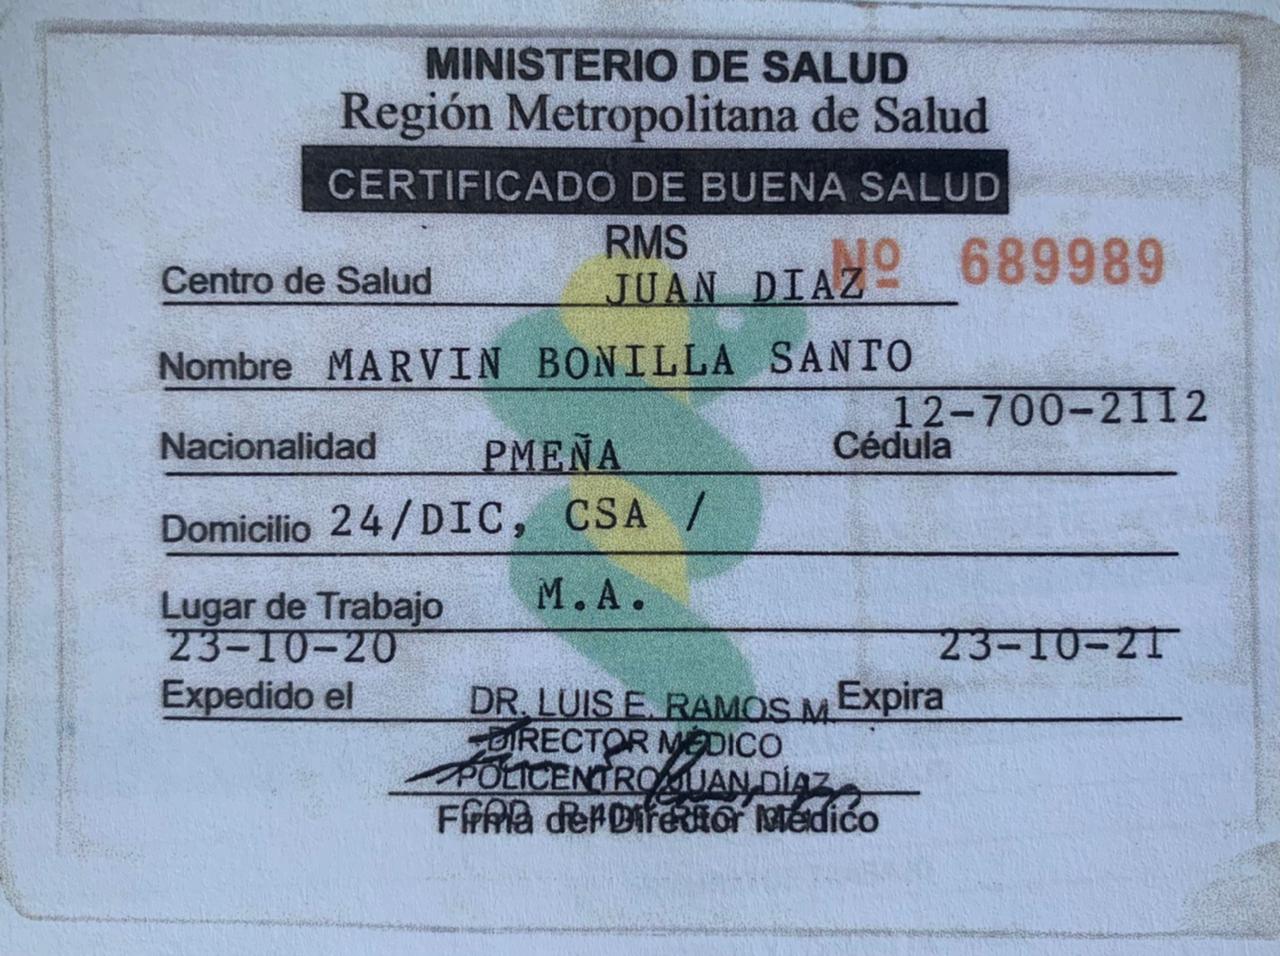 MINISTERIO DE SALUD
Región Metropolitana de Salud
CERTIFICADO DE BUENA SALUD
RMS
Nº 689989
Centro de Salud JUAN DIAZ
Nombre MARVIN BONILLA SANTO
12-700-2112
Nacionalidad PMEÑA Cédula
Domicilio 24/DIC, CSA /
Lugar de Trabajo M.A.
23-10-20 23-10-21
Expedido el Expira
DR. LUIS E. RAMOS M.
DIRECTOR MÉDICO
POLICENTRO JUAN DÍAZ
Firma del Director Médico